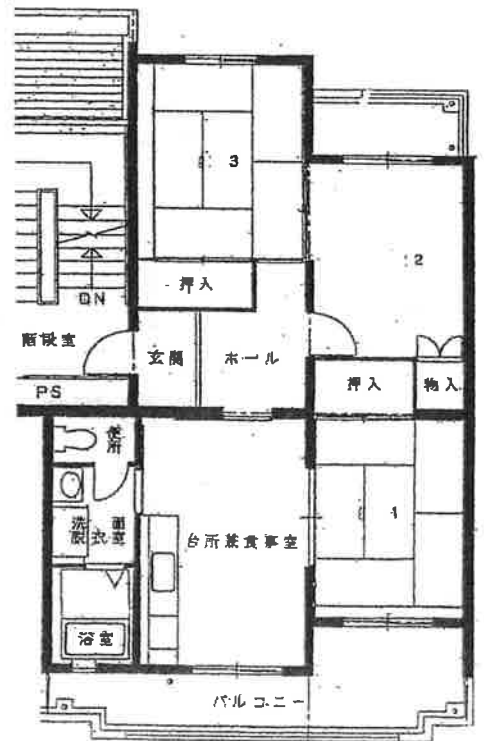 3
2
押入
DN
階段室
玄関
ホール
押入
物入
PS
便所
洗面
脱衣室
台所兼食事室
1
浴室
バルコニー